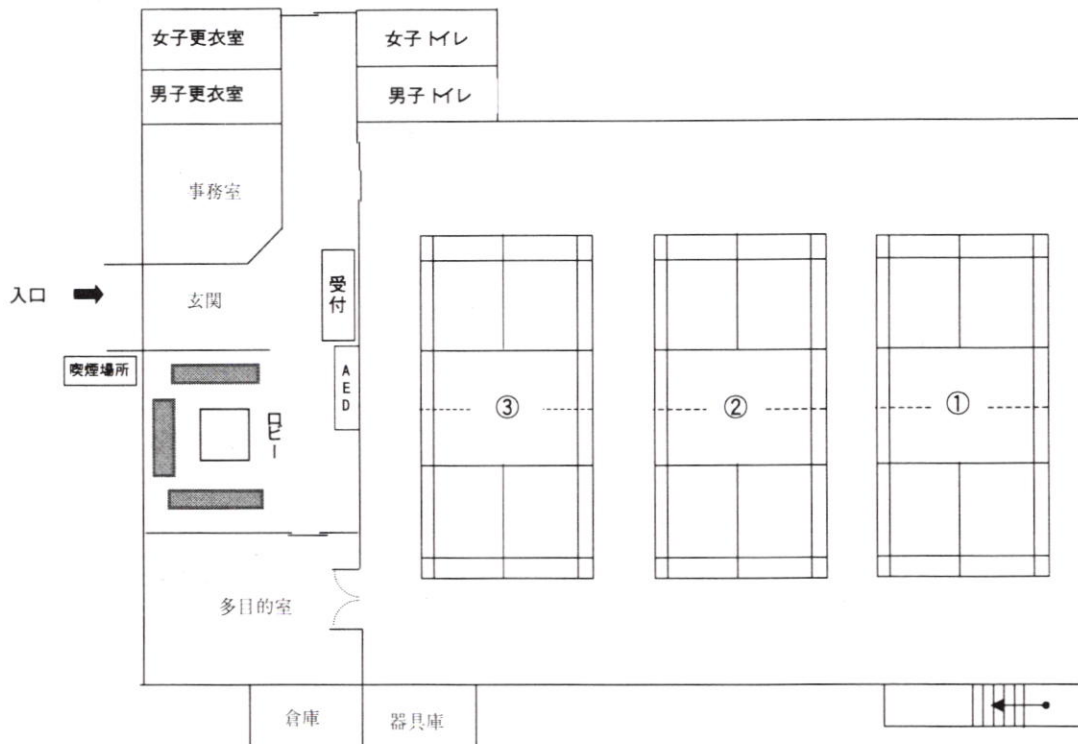 女子更衣室
女子トイレ
男子更衣室
男子トイレ
事務室
入口
玄関
受付
喫煙場所
AED
ロビー
③
②
①
多目的室
倉庫
器具庫